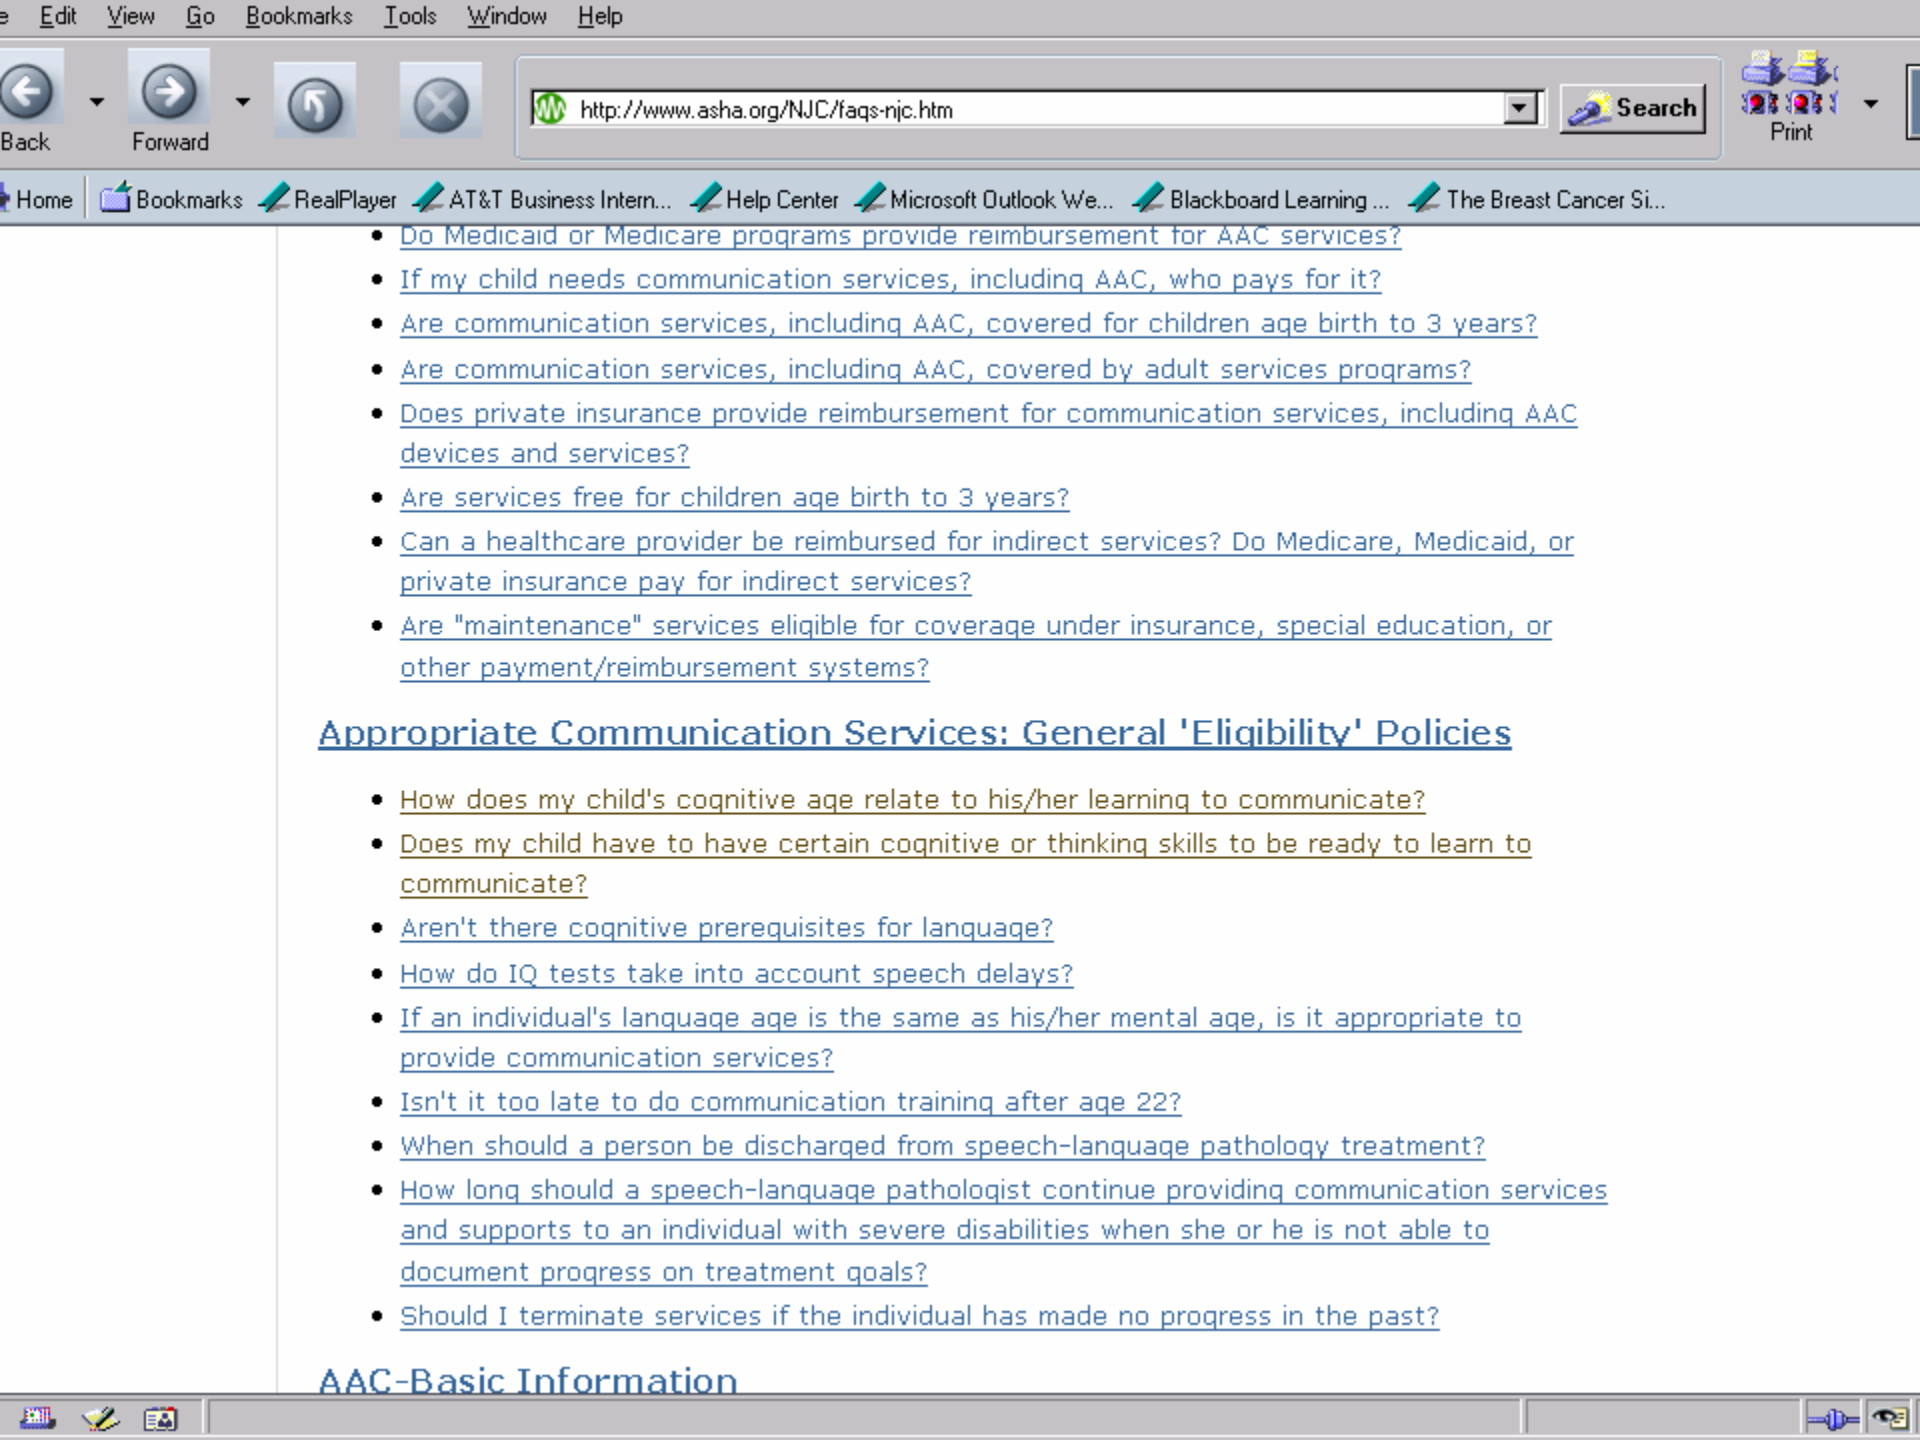 Edit View Go Bookmarks Tools Window Help
http://www.asha.org/NJC/faqs-njc.htm
Search
Back
Forward
Print
Home Bookmarks RealPlayer AT&T Business Intern... Help Center Microsoft Outlook We... Blackboard Learning ... The Breast Cancer Si...
• Do Medicaid or Medicare programs provide reimbursement for AAC services?
• If my child needs communication services, including AAC, who pays for it?
• Are communication services, including AAC, covered for children age birth to 3 years?
• Are communication services, including AAC, covered by adult services programs?
• Does private insurance provide reimbursement for communication services, including AAC
devices and services?
• Are services free for children age birth to 3 years?
• Can a healthcare provider be reimbursed for indirect services? Do Medicare, Medicaid, or
private insurance pay for indirect services?
• Are "maintenance" services eligible for coverage under insurance, special education, or
other payment/reimbursement systems?
Appropriate Communication Services: General 'Eligibility' Policies
• How does my child's cognitive age relate to his/her learning to communicate?
• Does my child have to have certain cognitive or thinking skills to be ready to learn to
communicate?
• Aren't there cognitive prerequisites for language?
• How do IQ tests take into account speech delays?
• If an individual's language age is the same as his/her mental age, is it appropriate to
provide communication services?
• Isn't it too late to do communication training after age 22?
• When should a person be discharged from speech-language pathology treatment?
• How long should a speech-language pathologist continue providing communication services
and supports to an individual with severe disabilities when she or he is not able to
document progress on treatment goals?
• Should I terminate services if the individual has made no progress in the past?
AAC-Basic Information